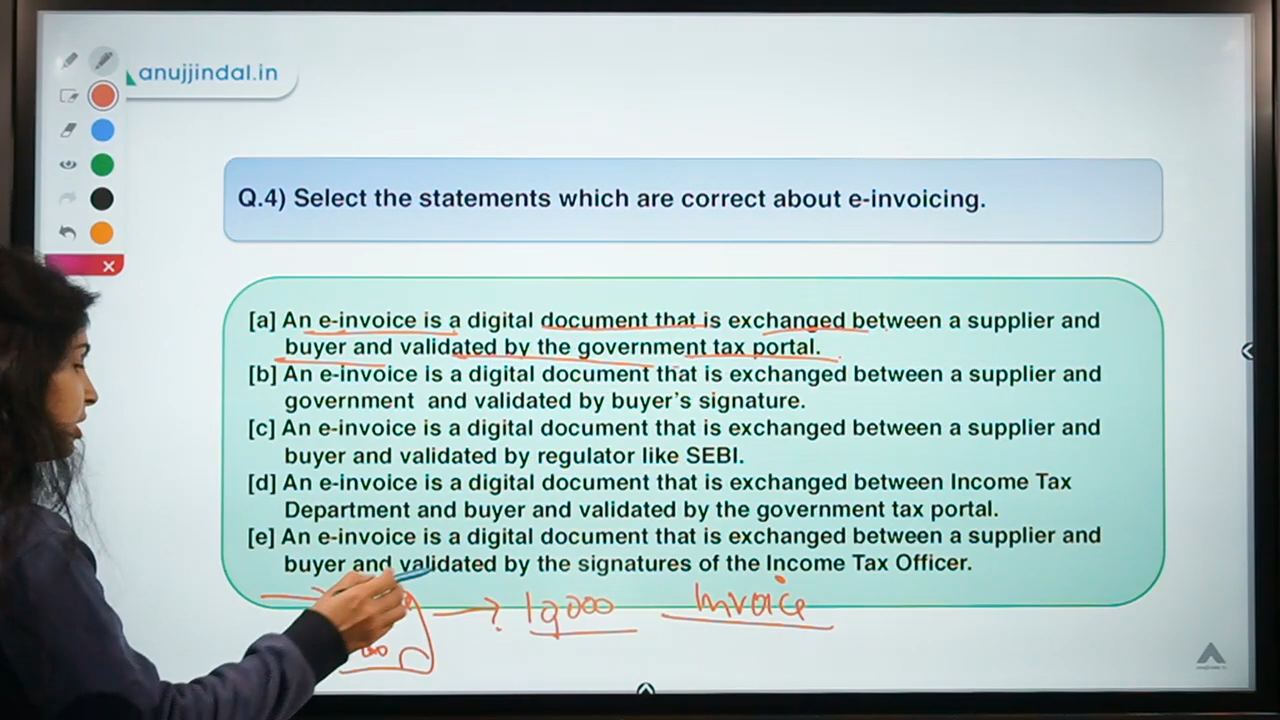 anujjindal.in
Q.4) Select the statements which are correct about e-invoicing.
[a] An e-invoice is a digital document that is exchanged between a supplier and
buyer and validated by the government tax portal.
[b] An e-invoice is a digital document that is exchanged between a supplier and
government and validated by buyer's signature.
[c] An e-invoice is a digital document that is exchanged between a supplier and
buyer and validated by regulator like SEBI.
[d] An e-invoice is a digital document that is exchanged between Income Tax
Department and buyer and validated by the government tax portal.
[e] An e-invoice is a digital document that is exchanged between a supplier and
buyer and validated by the signatures of the Income Tax Officer.
Invoice